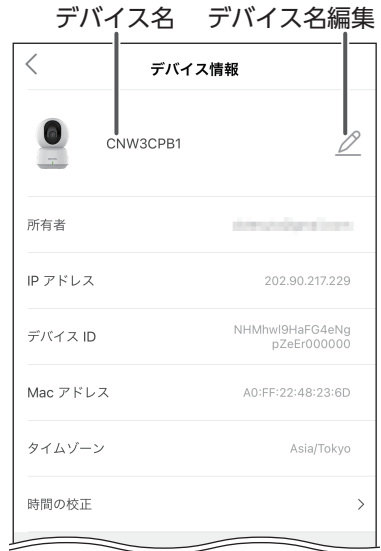 デバイス名 デバイス名編集
デバイス情報
CNW3CPB1
所有者
IP アドレス 202.90.217.229
デバイス ID NHMhwl9HaFG4eNg
pZeEr000000
Mac アドレス A0:FF:22:48:23:6D
タイムゾーン Asia/Tokyo
時間の校正